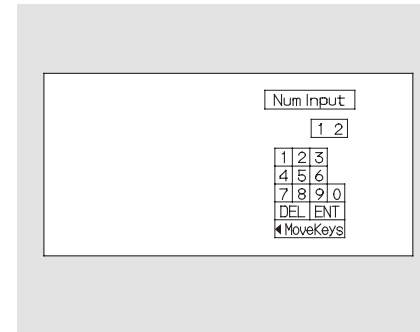 Num Input
1 2
1 2 3
4 5 6
7 8 9 0
DEL ENT
◀MoveKeys